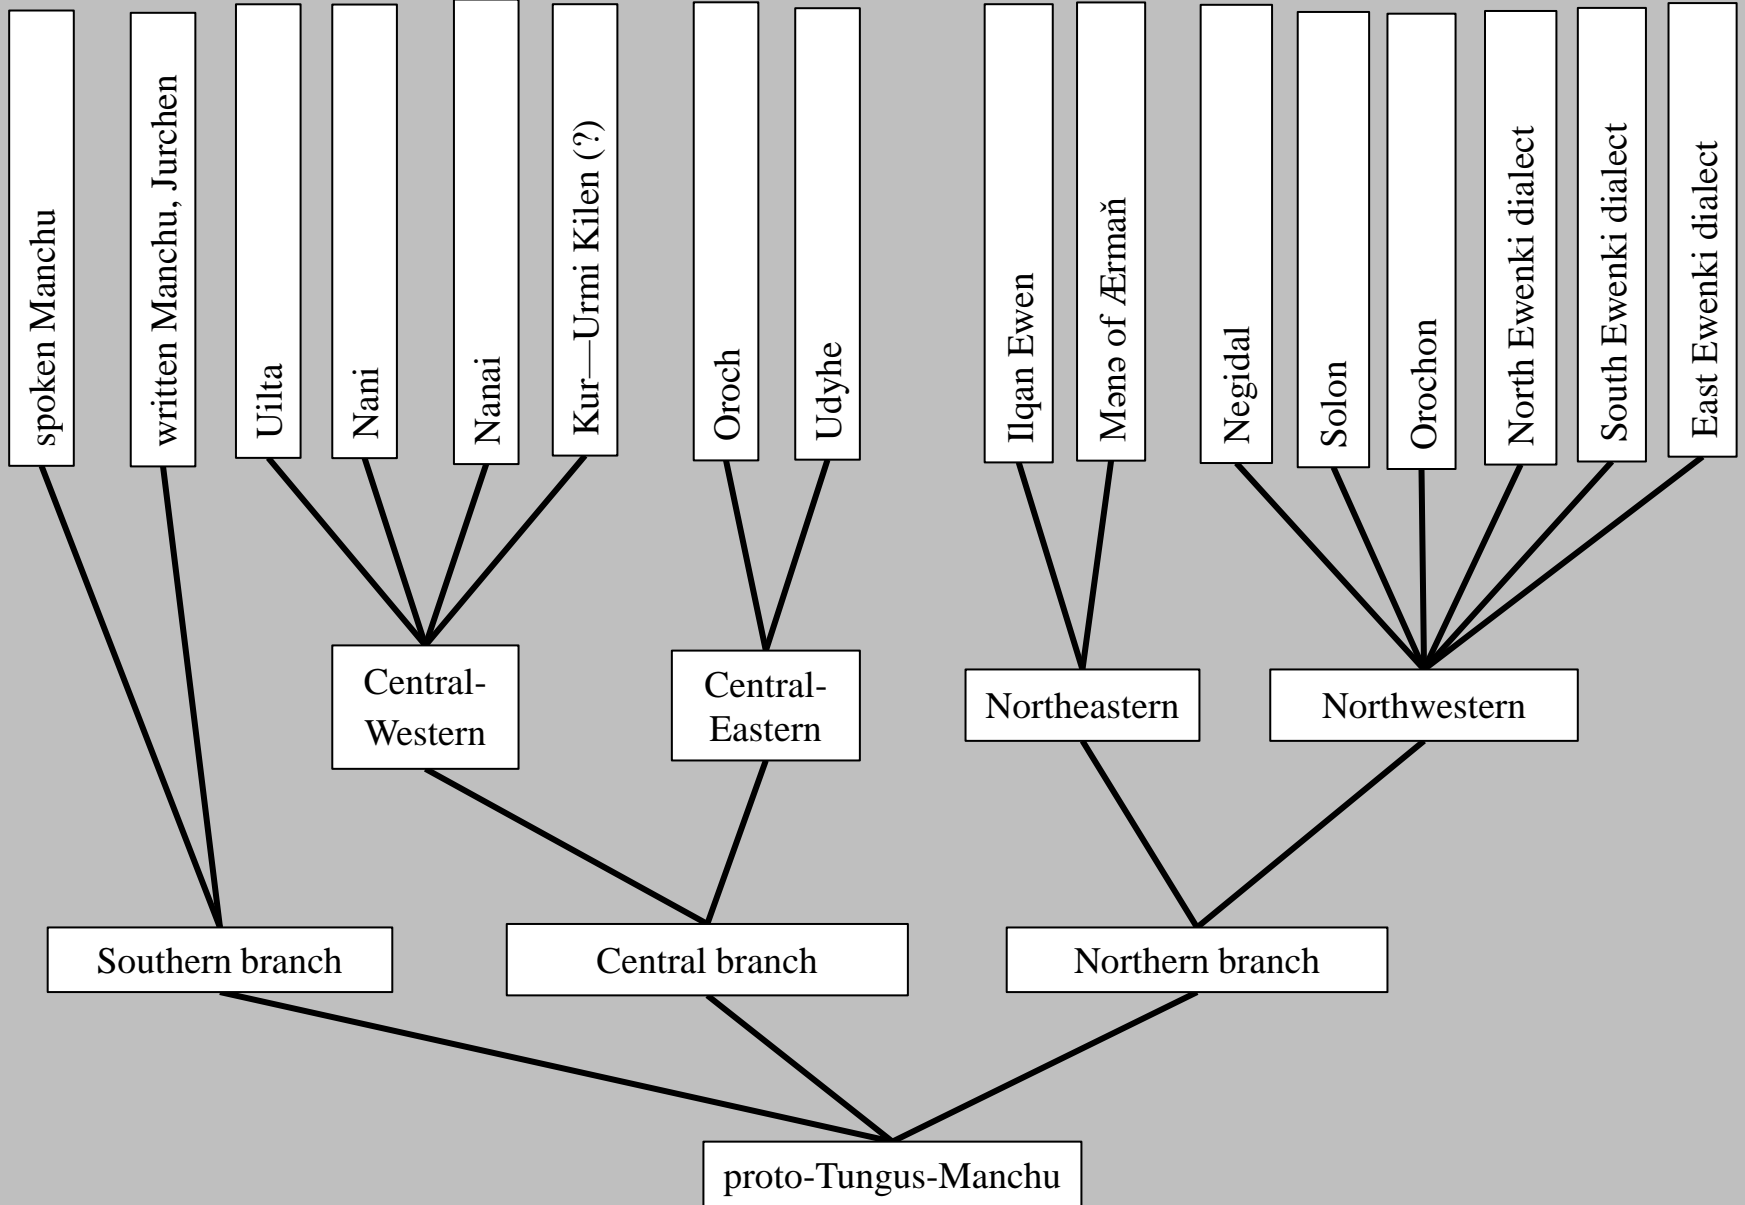 spoken Manchu
written Manchu, Jurchen
Uilta
Nani
Nanai
Kur—Urmi Kilen (?)
Oroch
Udyhe
Ilqan Ewen
Mənə of Ærmaň
Negidal
Solon
Orochon
North Ewenki dialect
South Ewenki dialect
East Ewenki dialect
Central-
Western
Central-
Eastern
Northeastern
Northwestern
Southern branch
Central branch
Northern branch
proto-Tungus-Manchu